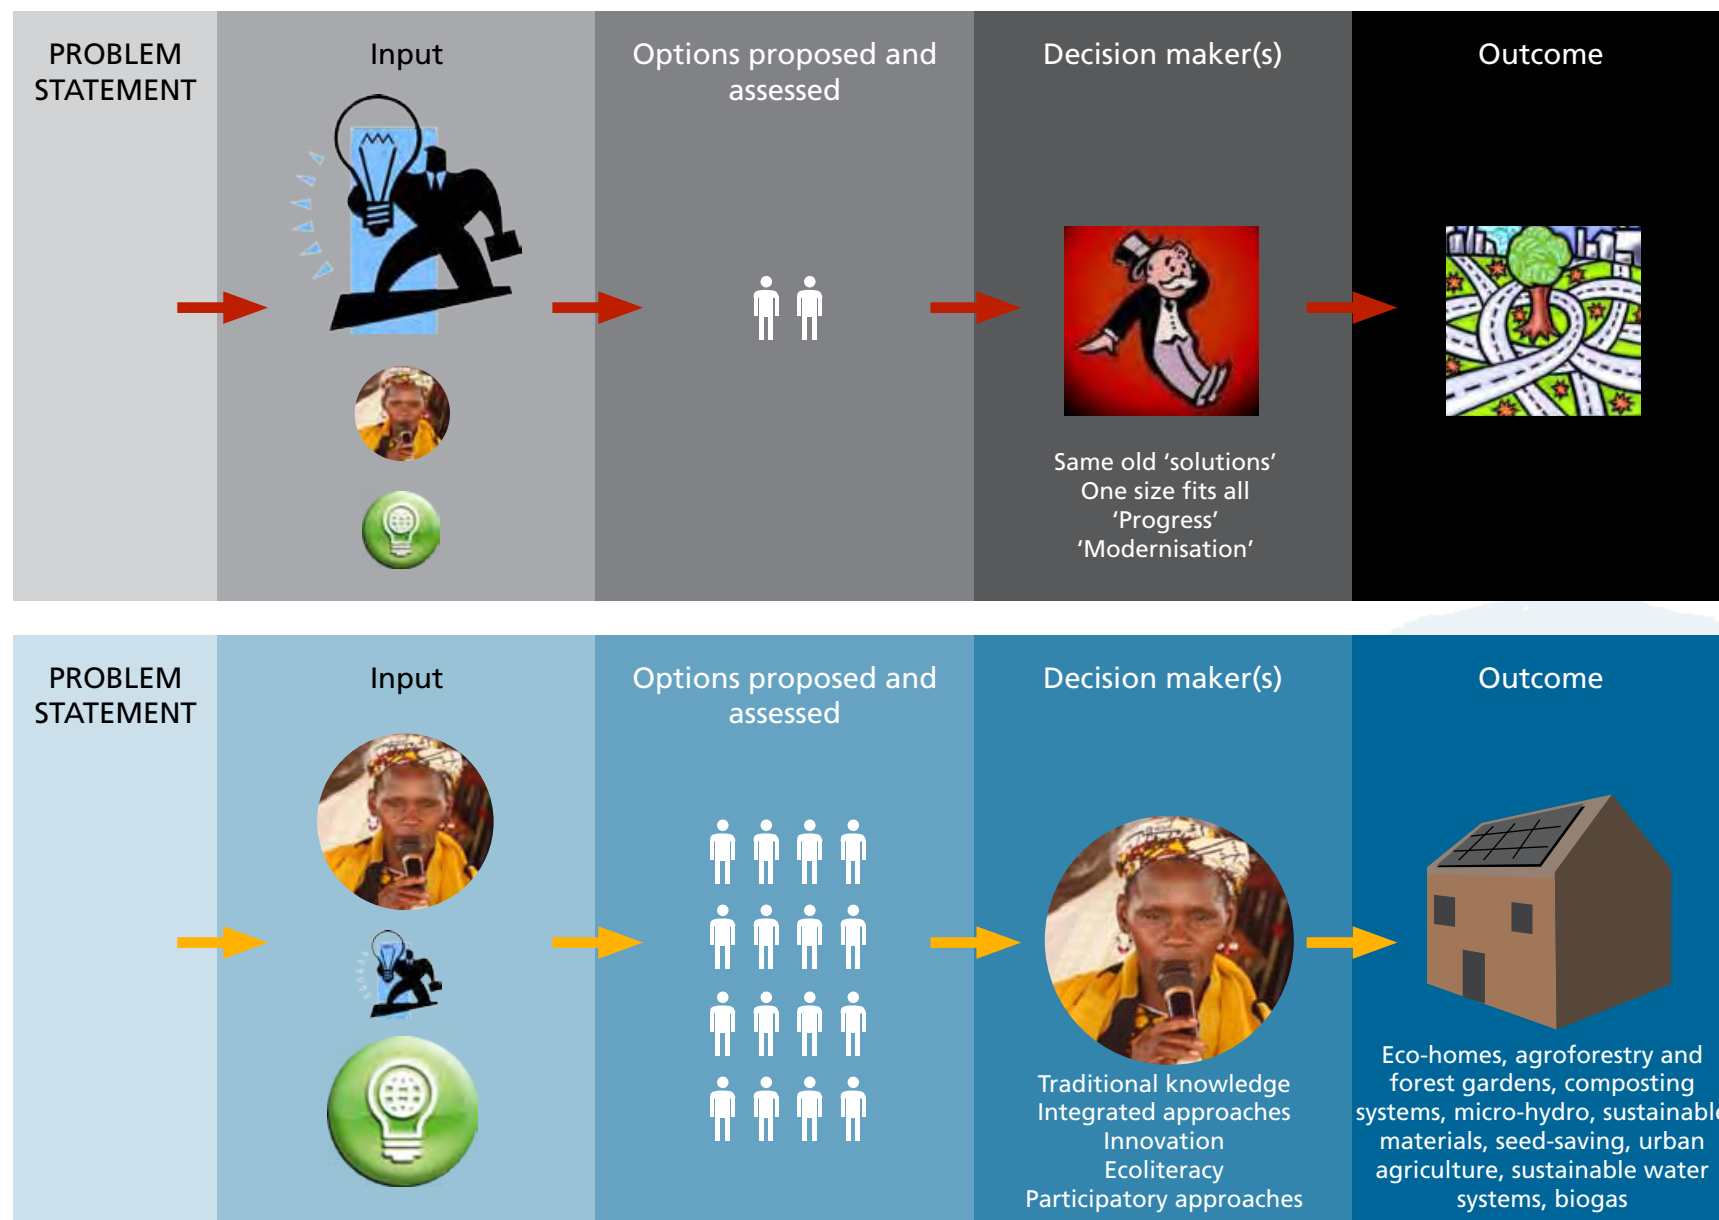 PROBLEM
STATEMENT
Input
Options proposed and
assessed
Decision maker(s)
Outcome
Same old ‘solutions’
One size fits all
‘Progress’
‘Modernisation’
PROBLEM
STATEMENT
Input
Options proposed and
assessed
Decision maker(s)
Outcome
Traditional knowledge
Integrated approaches
Innovation
Ecoliteracy
Participatory approaches
Eco-homes, agroforestry and
forest gardens, composting
systems, micro-hydro, sustainable
materials, seed-saving, urban
agriculture, sustainable water
systems, biogas